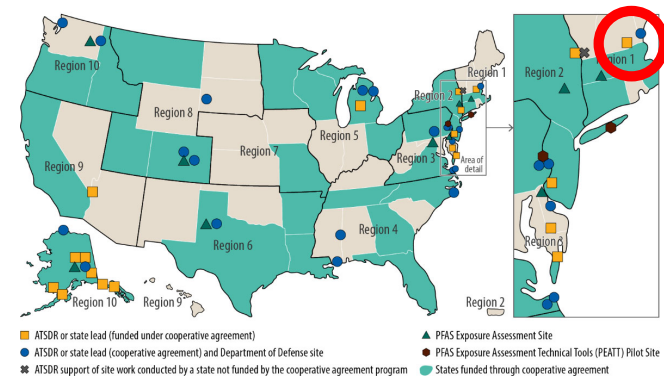 Region 10
Region 1
Region 2
Region 8
Region 5
Region 7
Region 3
Region 9
Region 6
Region 4
Area of
detail
Region 10
Region 9
Region 2
Region 1
Region 2
Region 3
ATSDR or state lead (funded under cooperative agreement)
ATSDR or state lead (cooperative agreement) and Department of Defense site
ATSDR support of site work conducted by a state not funded by the cooperative agreement program
PFAS Exposure Assessment Site
PFAS Exposure Assessment Technical Tools (PEATT) Pilot Site
States funded through cooperative agreement